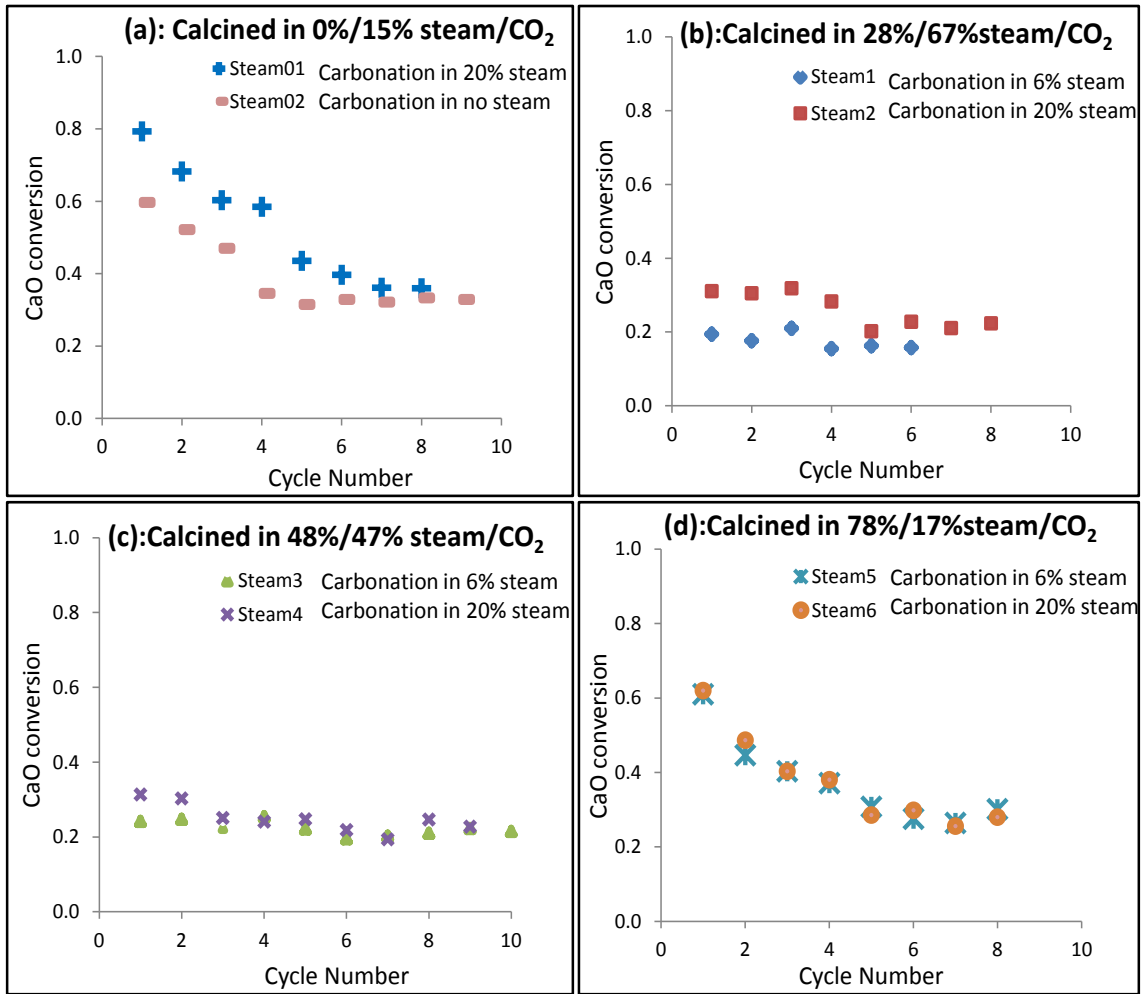 (a): Calcined in 0%/15% steam/CO₂
Steam01 Carbonation in 20% steam
Steam02 Carbonation in no steam
1.0
0.8
0.6
0.4
0.2
0.0
CaO conversion
0 2 4 6 8 10
Cycle Number
(b):Calcined in 28%/67%steam/CO₂
Steam1 Carbonation in 6% steam
Steam2 Carbonation in 20% steam
1.0
0.8
0.6
0.4
0.2
0.0
CaO conversion
0 2 4 6 8 10
Cycle Number
(c):Calcined in 48%/47% steam/CO₂
Steam3 Carbonation in 6% steam
Steam4 Carbonation in 20% steam
1.0
0.8
0.6
0.4
0.2
0.0
CaO conversion
0 2 4 6 8 10
Cycle Number
(d):Calcined in 78%/17%steam/CO₂
Steam5 Carbonation in 6% steam
Steam6 Carbonation in 20% steam
1.0
0.8
0.6
0.4
0.2
0.0
CaO conversion
0 2 4 6 8 10
Cycle Number